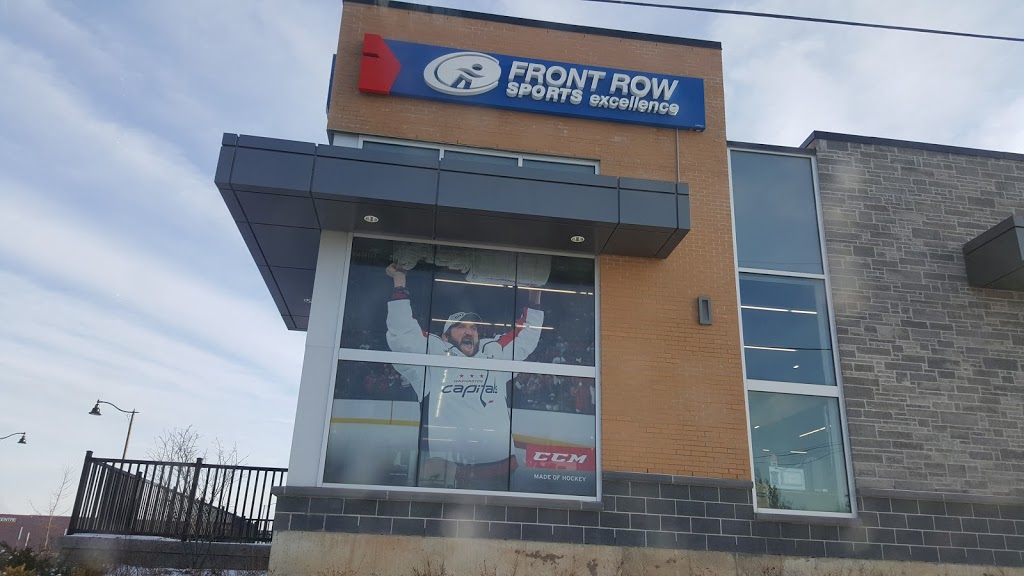 FRONT ROW
SPORTS excellence
capitals
CCM
MADE OF HOCKEY